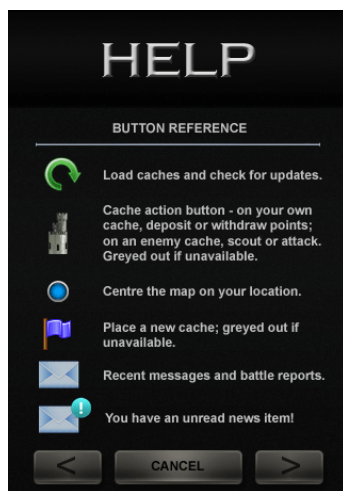 HELP
BUTTON REFERENCE
Load caches and check for updates.
Cache action button - on your own
cache, deposit or withdraw points;
on an enemy cache, scout or attack.
Greyed out if unavailable.
Centre the map on your location.
Place a new cache; greyed out if
unavailable.
Recent messages and battle reports.
!
You have an unread news item!
< CANCEL >